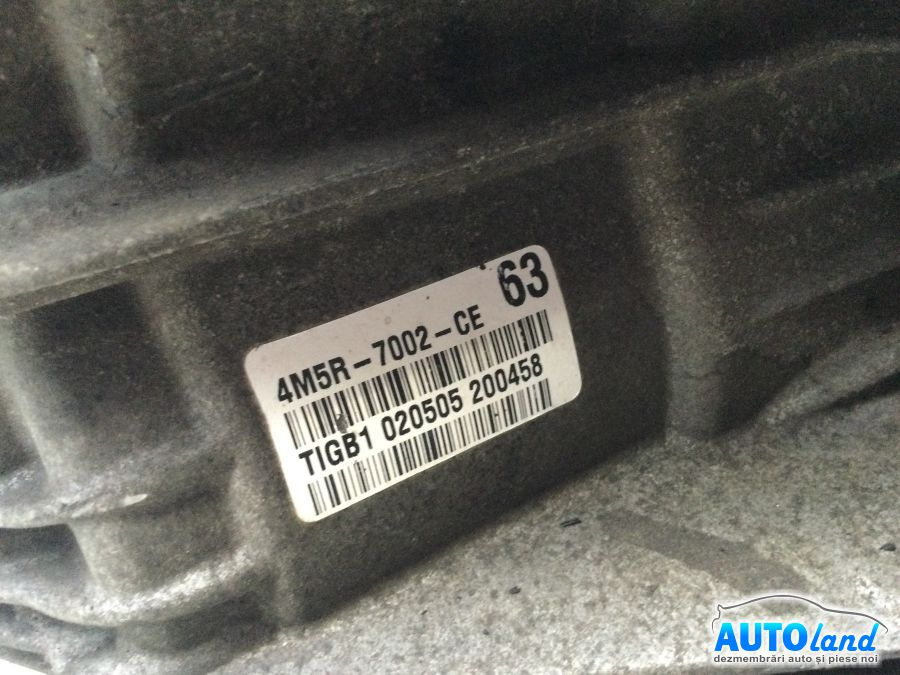 63
4M5R-7002-CE
TIGB1 020505 200458
AUTOland
dezmembrări auto și piese noi